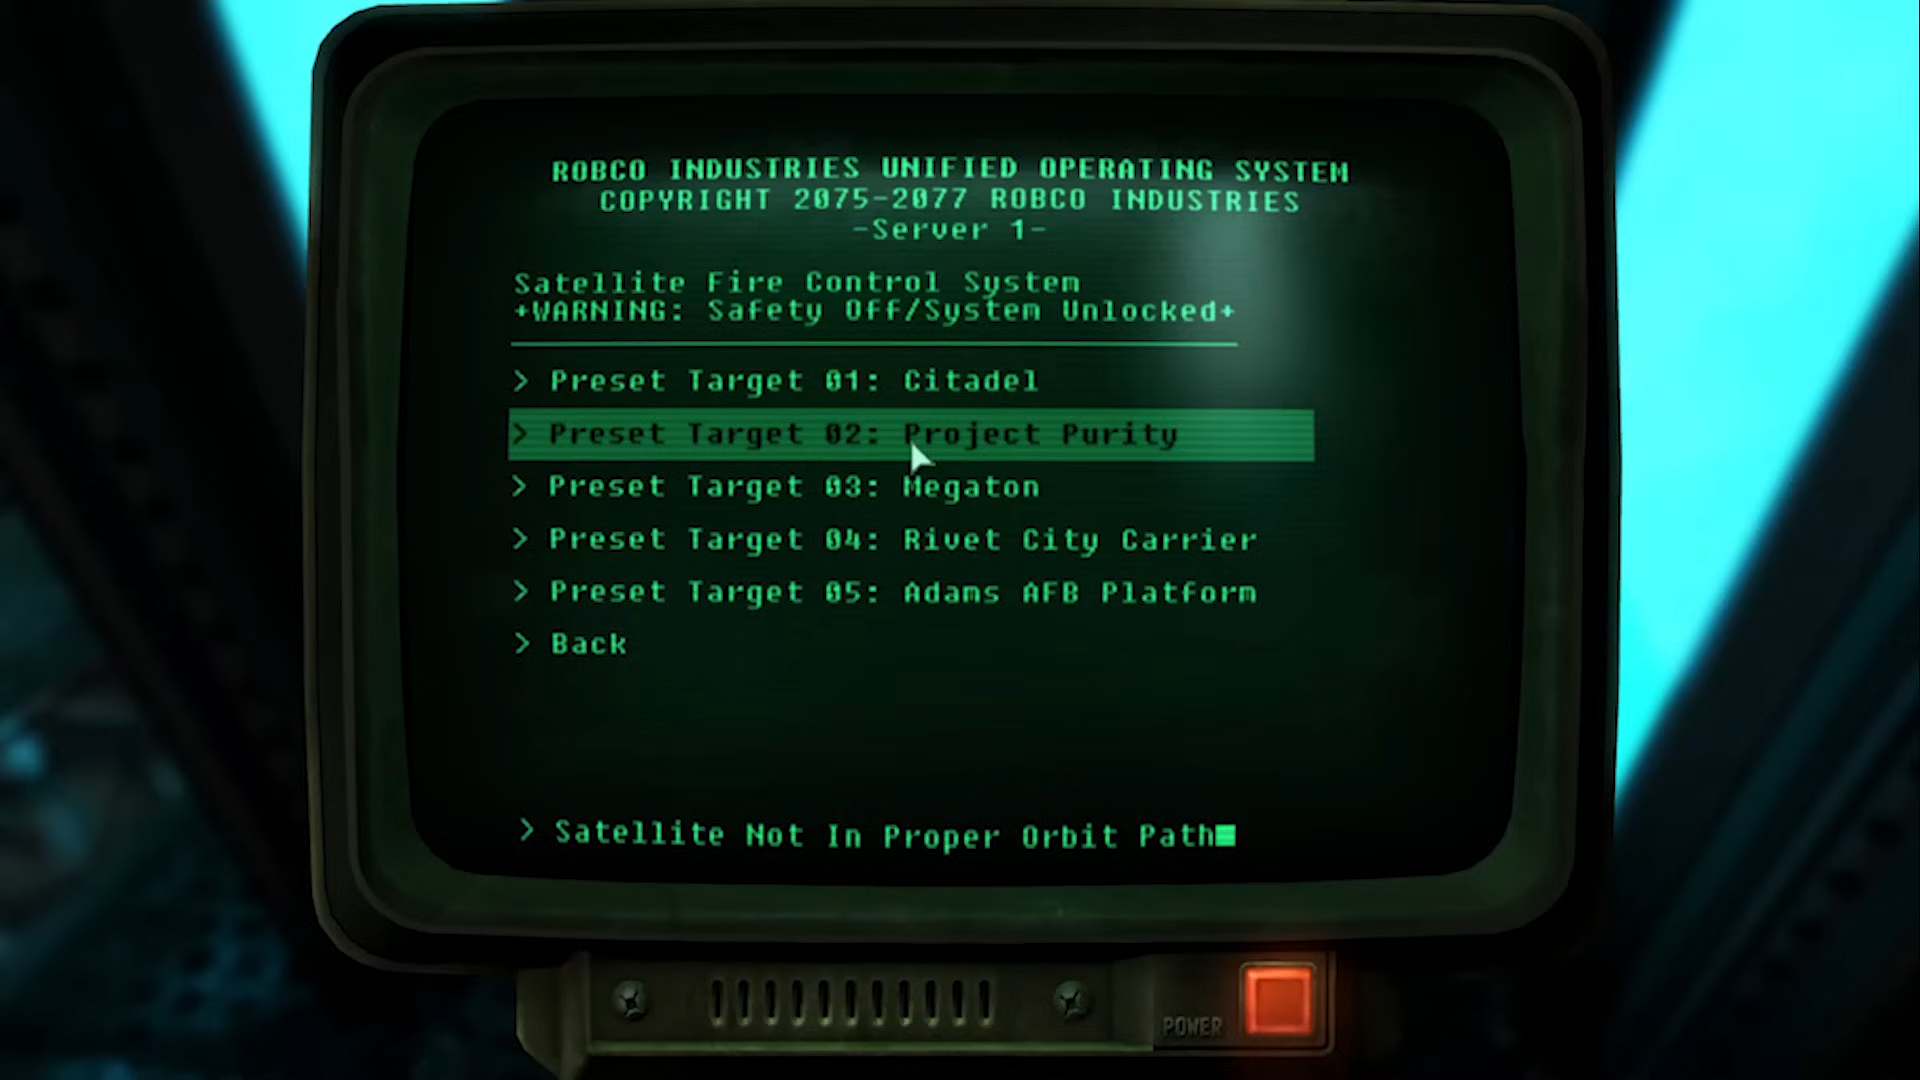 ROBCO INDUSTRIES UNIFIED OPERATING SYSTEM
COPYRIGHT 2075-2077 ROBCO INDUSTRIES
-Server 1-
Satellite Fire Control System
+WARNING: Safety Off/System Unlocked+
> Preset Target 01: Citadel
> Preset Target 02: Project Purity
> Preset Target 03: Megaton
> Preset Target 04: Rivet City Carrier
> Preset Target 05: Adams AFB Platform
> Back
> Satellite Not In Proper Orbit Path
POWER